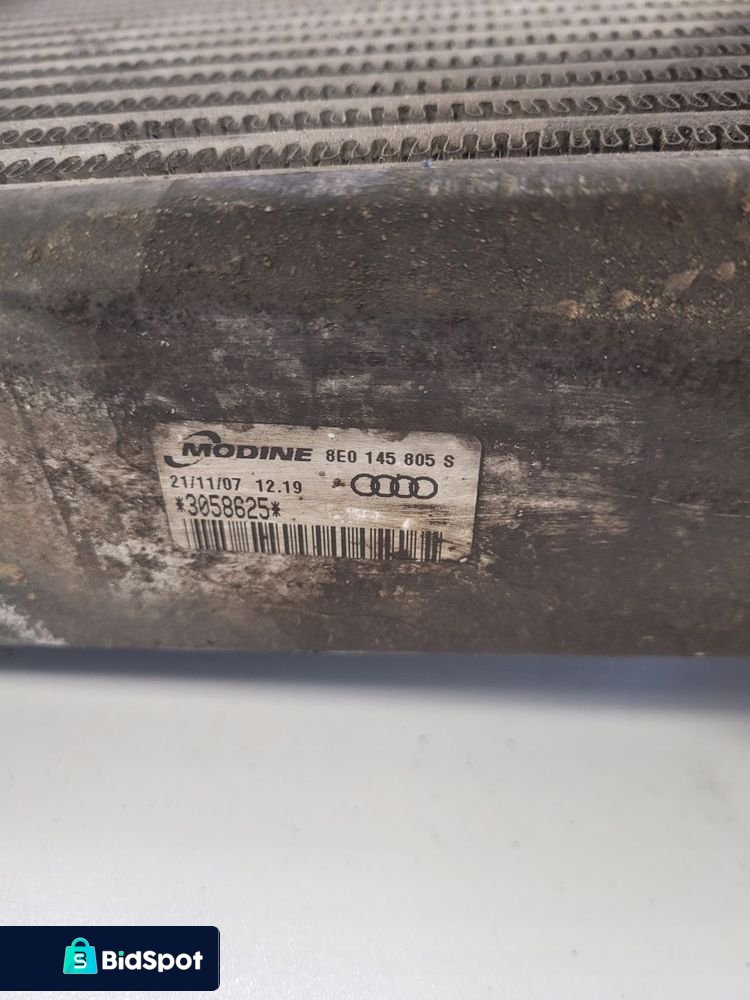 MODINE 8E0 145 805 S
21/11/07 12.19
*3058625*
BidSpot